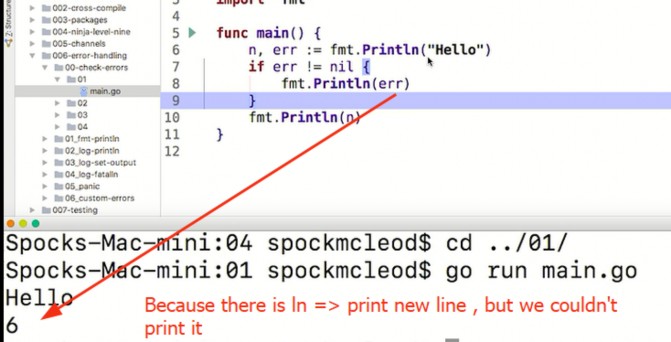 Z: Structure
002-cross-compile
003-packages
004-ninja-level-nine
005-channels
006-error-handling
00-check-errors
01
main.go
02
03
04
01_fmt-println
02_log-println
03_log-set-output
04_log-fatalln
05_panic
06_custom-errors
007-testing
3 import "fmt"
5 func main() {
6 n, err := fmt.Println("Hello")
7 if err != nil {
8 fmt.Println(err)
9 }
10 fmt.Println(n)
11 }
12
Spocks-Mac-mini:04 spockmcleod$ cd ../01/
Spocks-Mac-mini:01 spockmcleod$ go run main.go
Hello
6
Because there is ln => print new line , but we couldn't
print it